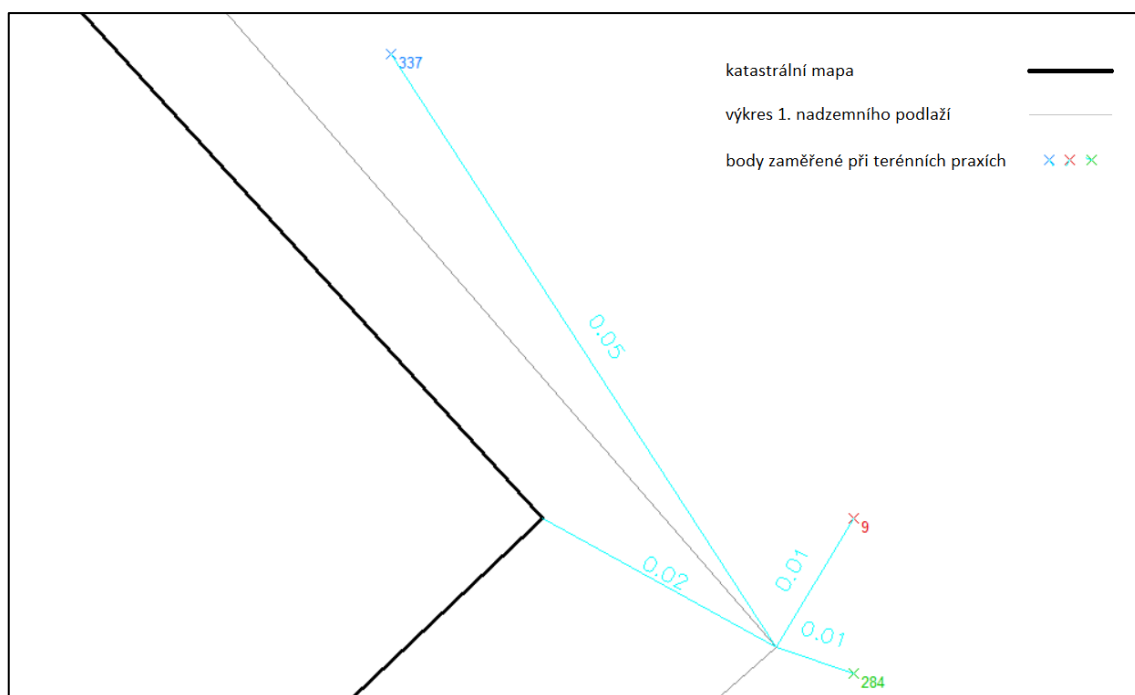 337
katastrální mapa
výkres 1. nadzemního podlaží
body zaměřené při terénních praxích
0.05
9
0.02
0.01
0.01
284